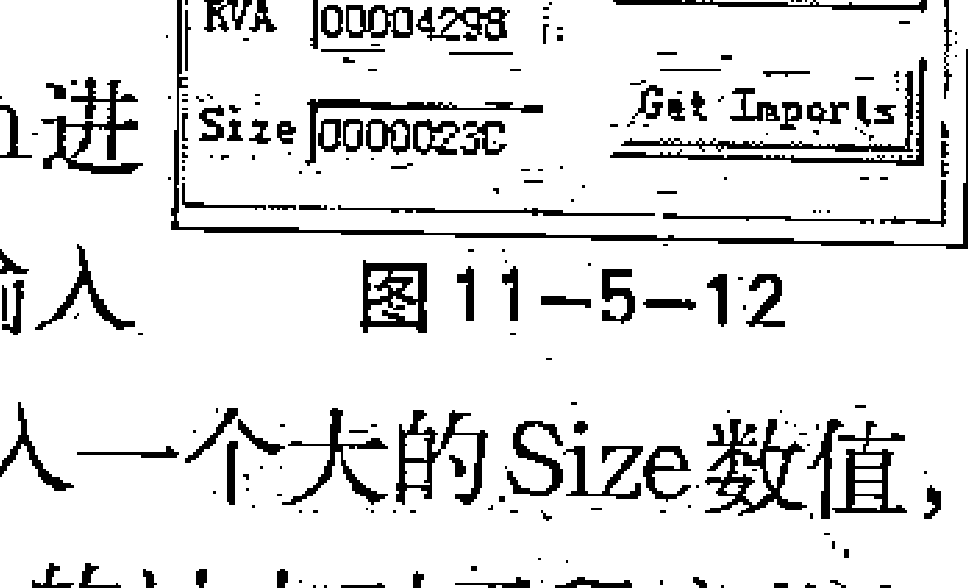 RVA 00004298
进
Size 0000023C Get Imports
输入
图 11-5-12
入一个大的Size数值,